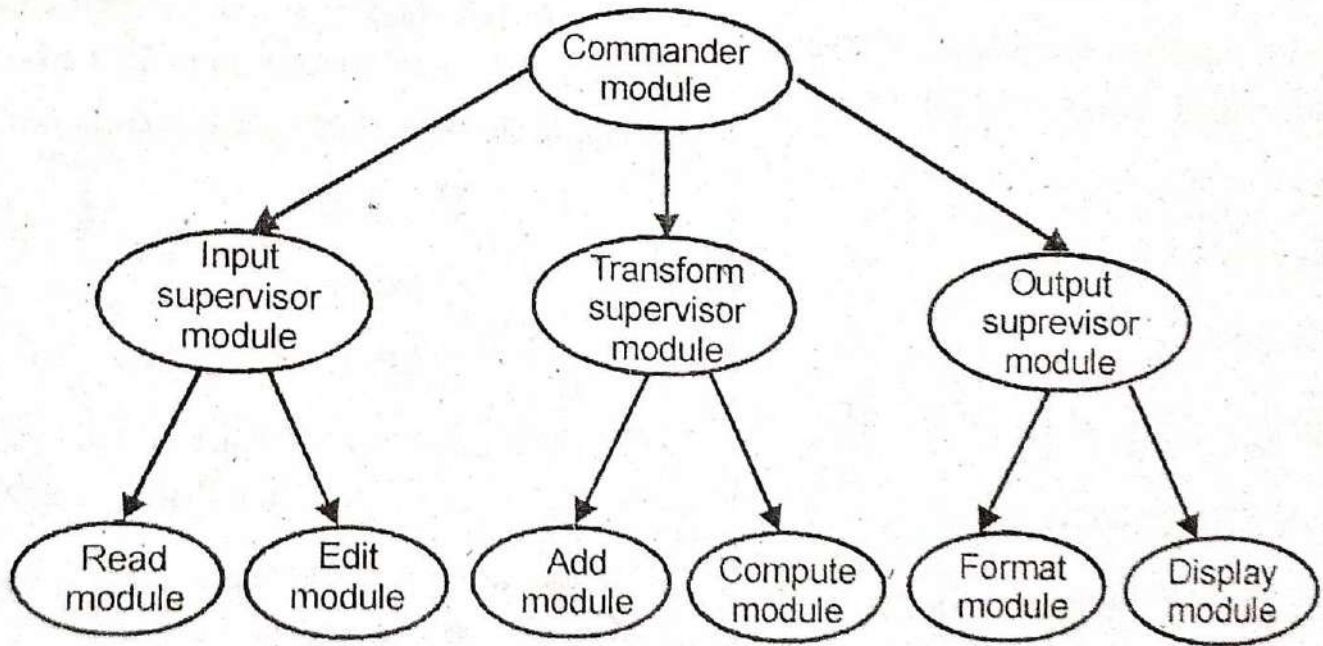 Commander
module
Input
supervisor
module
Transform
supervisor
module
Output
suprevisor
module
Read
module
Edit
module
Add
module
Compute
module
Format
module
Display
module